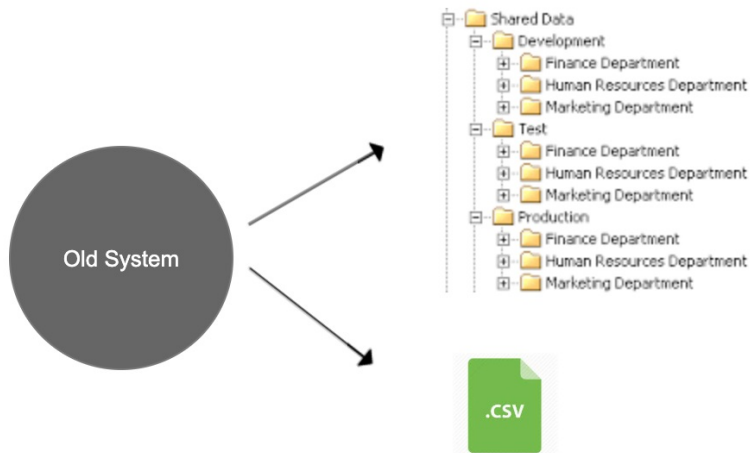 Shared Data
Development
Finance Department
Human Resources Department
Marketing Department
Test
Finance Department
Human Resources Department
Marketing Department
Production
Finance Department
Human Resources Department
Marketing Department
Old System
.CSV